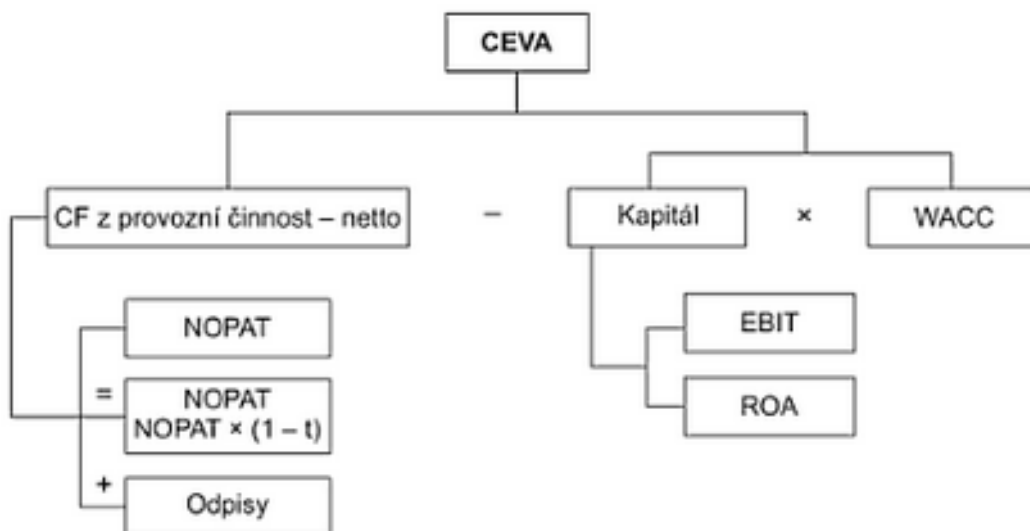 CEVA
CF z provozní činnost – netto
–
Kapitál
×
WACC
NOPAT
EBIT
=
NOPAT
NOPAT × (1 – t)
ROA
+
Odpisy